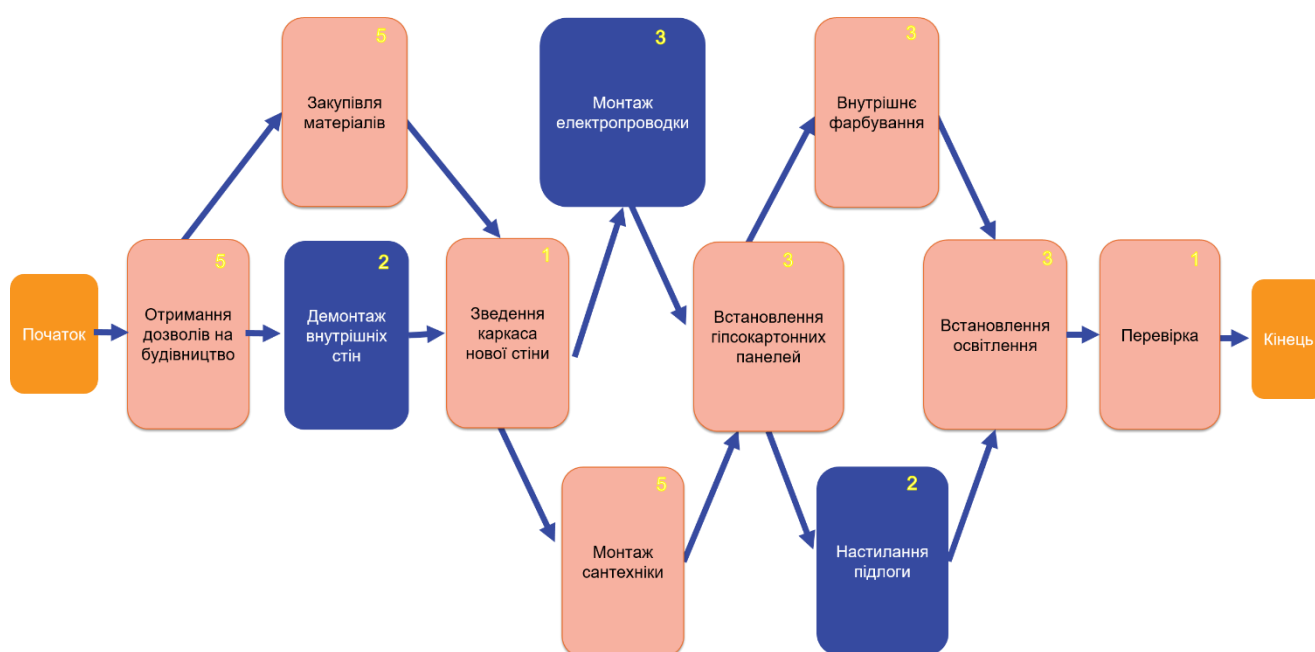 5
Закупівля
матеріалів
3
Монтаж
електропроводки
3
Внутрішнє
фарбування
Початок
5
Отримання
дозволів на
будівництво
2
Демонтаж
внутрішніх
стін
1
Зведення
каркаса
нової стіни
3
Встановлення
гіпсокартонних
панелей
3
Встановлення
освітлення
1
Перевірка
Кінець
5
Монтаж
сантехніки
2
Настилання
підлоги